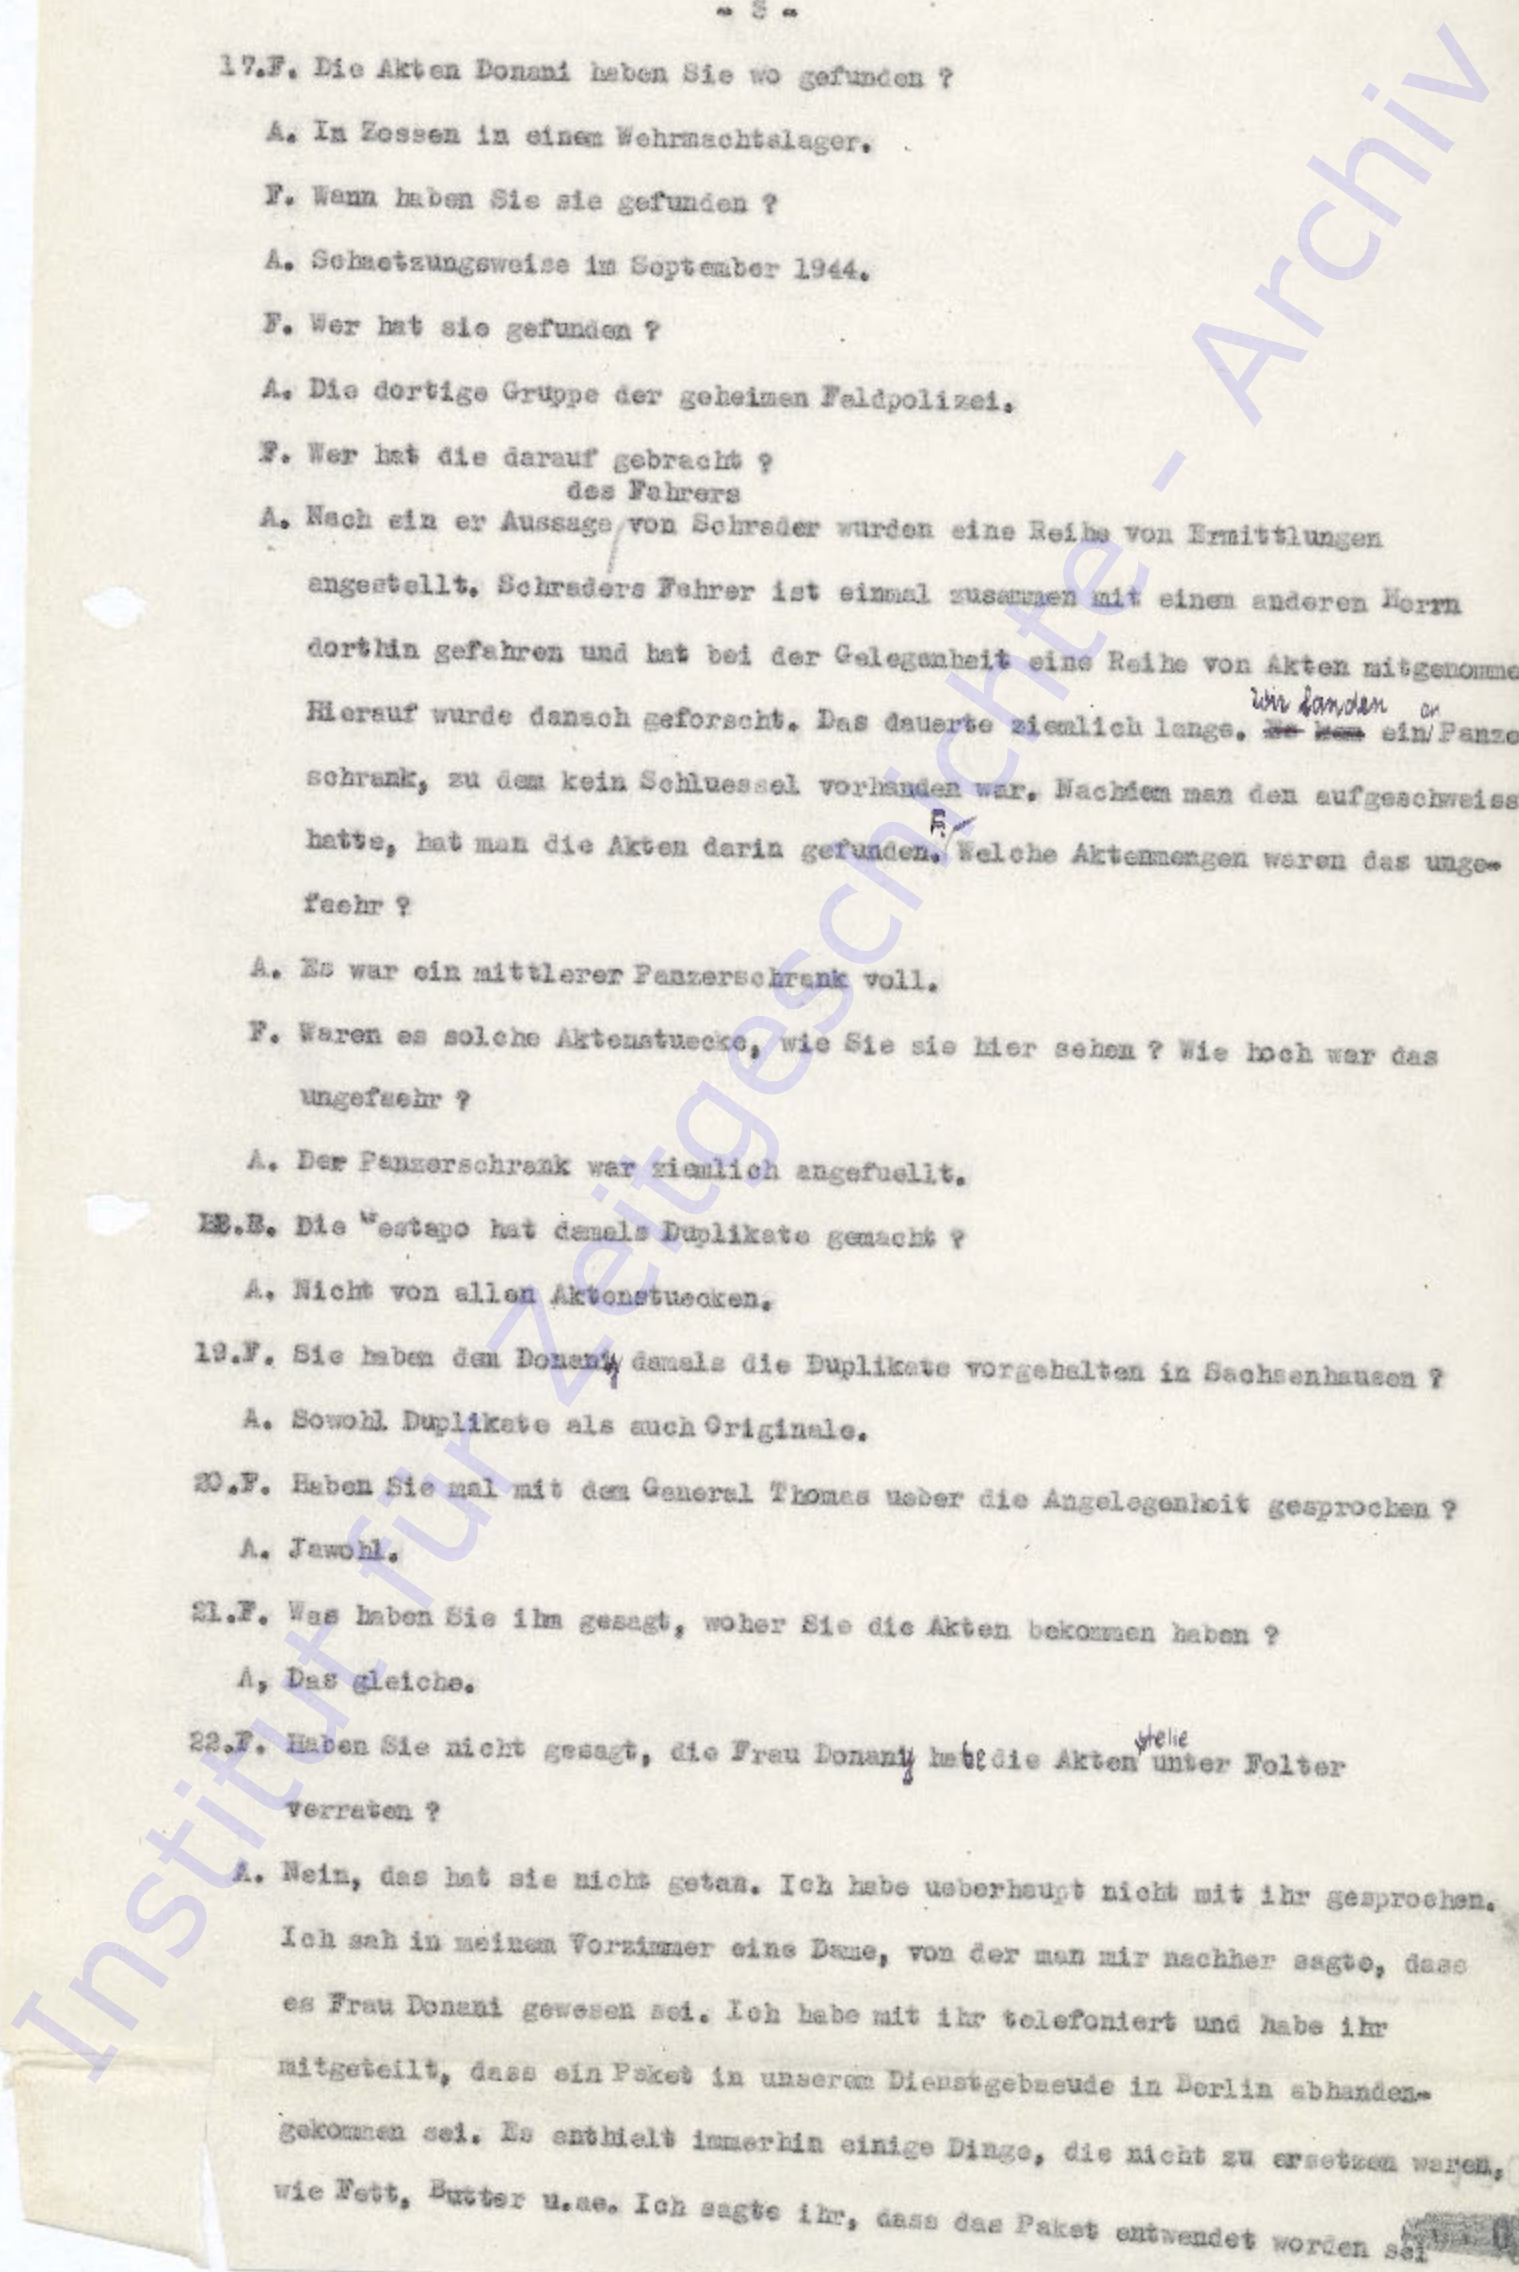 - 3 -
17.F. Die Akten Donani haben Sie wo gefunden ?
A. In Zossen in einem Wehrmachtslager.
F. Wann haben Sie sie gefunden ?
A. Schaetzungsweise im September 1944.
F. Wer hat sie gefunden ?
A. Die dortige Gruppe der geheimen Feldpolizei.
F. Wer hat die darauf gebracht ?
des Fahrers
A. Nach ein er Aussage von Schrader wurden eine Reihe von Ermittlungen
angestellt. Schraders Fahrer ist einmal zusammen mit einem anderen Herrn
dorthin gefahren und hat bei der Gelegenheit eine Reihe von Akten mitgenomme
wir fanden en
Hierauf wurde danach geforscht. Das dauerte ziemlich lange. Es kam ein Panze
schrank, zu dem kein Schluessel vorhanden war. Nachdem man den aufgeschweiss
F.
hatte, hat man die Akten darin gefunden. Welche Aktenmengen waren das unge-
faehr ?
A. Es war ein mittlerer Panzerschrank voll.
F. Waren es solche Aktenstuecke, wie Sie sie hier sehen ? Wie hoch war das
ungefaehr ?
A. Der Panzerschrank war ziemlich angefuellt.
Die Gestapo hat damals Duplikate gemacht ?
A. Nicht von allen Aktenstuecken.
19.F. Sie haben dem Donany damals die Duplikate vorgehalten in Sachsenhausen ?
A. Sowohl Duplikate als auch Originale.
20.F. Haben Sie mal mit dem General Thomas ueber die Angelegenheit gesprochen ?
A. Jawohl.
21.F. Was haben Sie ihm gesagt, woher Sie die Akten bekommen haben ?
A, Das gleiche.
stelle
22.F. Haben Sie nicht gesagt, die Frau Donany habe die Akten unter Folter
verraten ?
A. Nein, das hat sie nicht getan. Ich habe ueberhaupt nicht mit ihr gesprochen.
Ich sah in meinem Vorzimmer eine Dame, von der man mir nachher sagte, dass
es Frau Donani gewesen sei. Ich habe mit ihr telefoniert und habe ihr
mitgeteilt, dass ein Paket in unserem Dienstgebaeude in Berlin abhanden-
gekommen sei. Es enthielt immerhin einige Dinge, die nicht zu ersetzen waren,
wie Fett, Butter u.ae. Ich sagte ihr, dass das Paket entwendet worden sei
Institut für Zeitgeschichte - Archiv